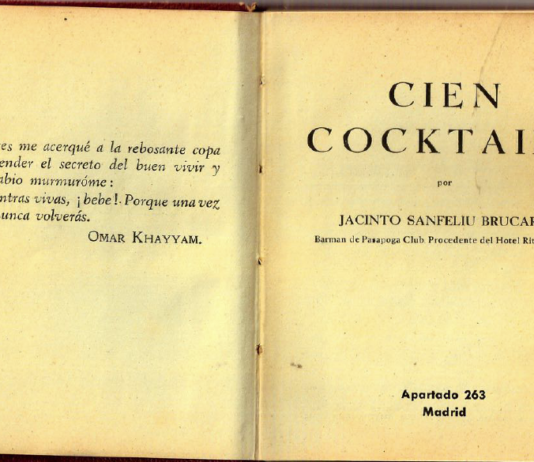 es me acerqué a la rebosante copa
ender el secreto del buen vivir y
abio murmuróme:
ntras vivas, ¡bebe! Porque una vez
unca volverás.
OMAR KHAYYAM.
CIEN
COCKTAI
por
JACINTO SANFELIU BRUCAR
Barman de Pasapoga Club. Procedente del Hotel Rit
Apartado 263
Madrid